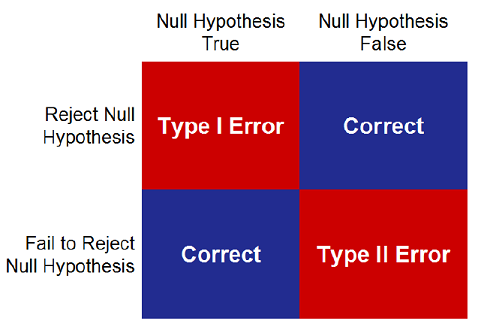 Null Hypothesis
True
Null Hypothesis
False
Reject Null
Hypothesis
Type I Error
Correct
Fail to Reject
Null Hypothesis
Correct
Type II Error